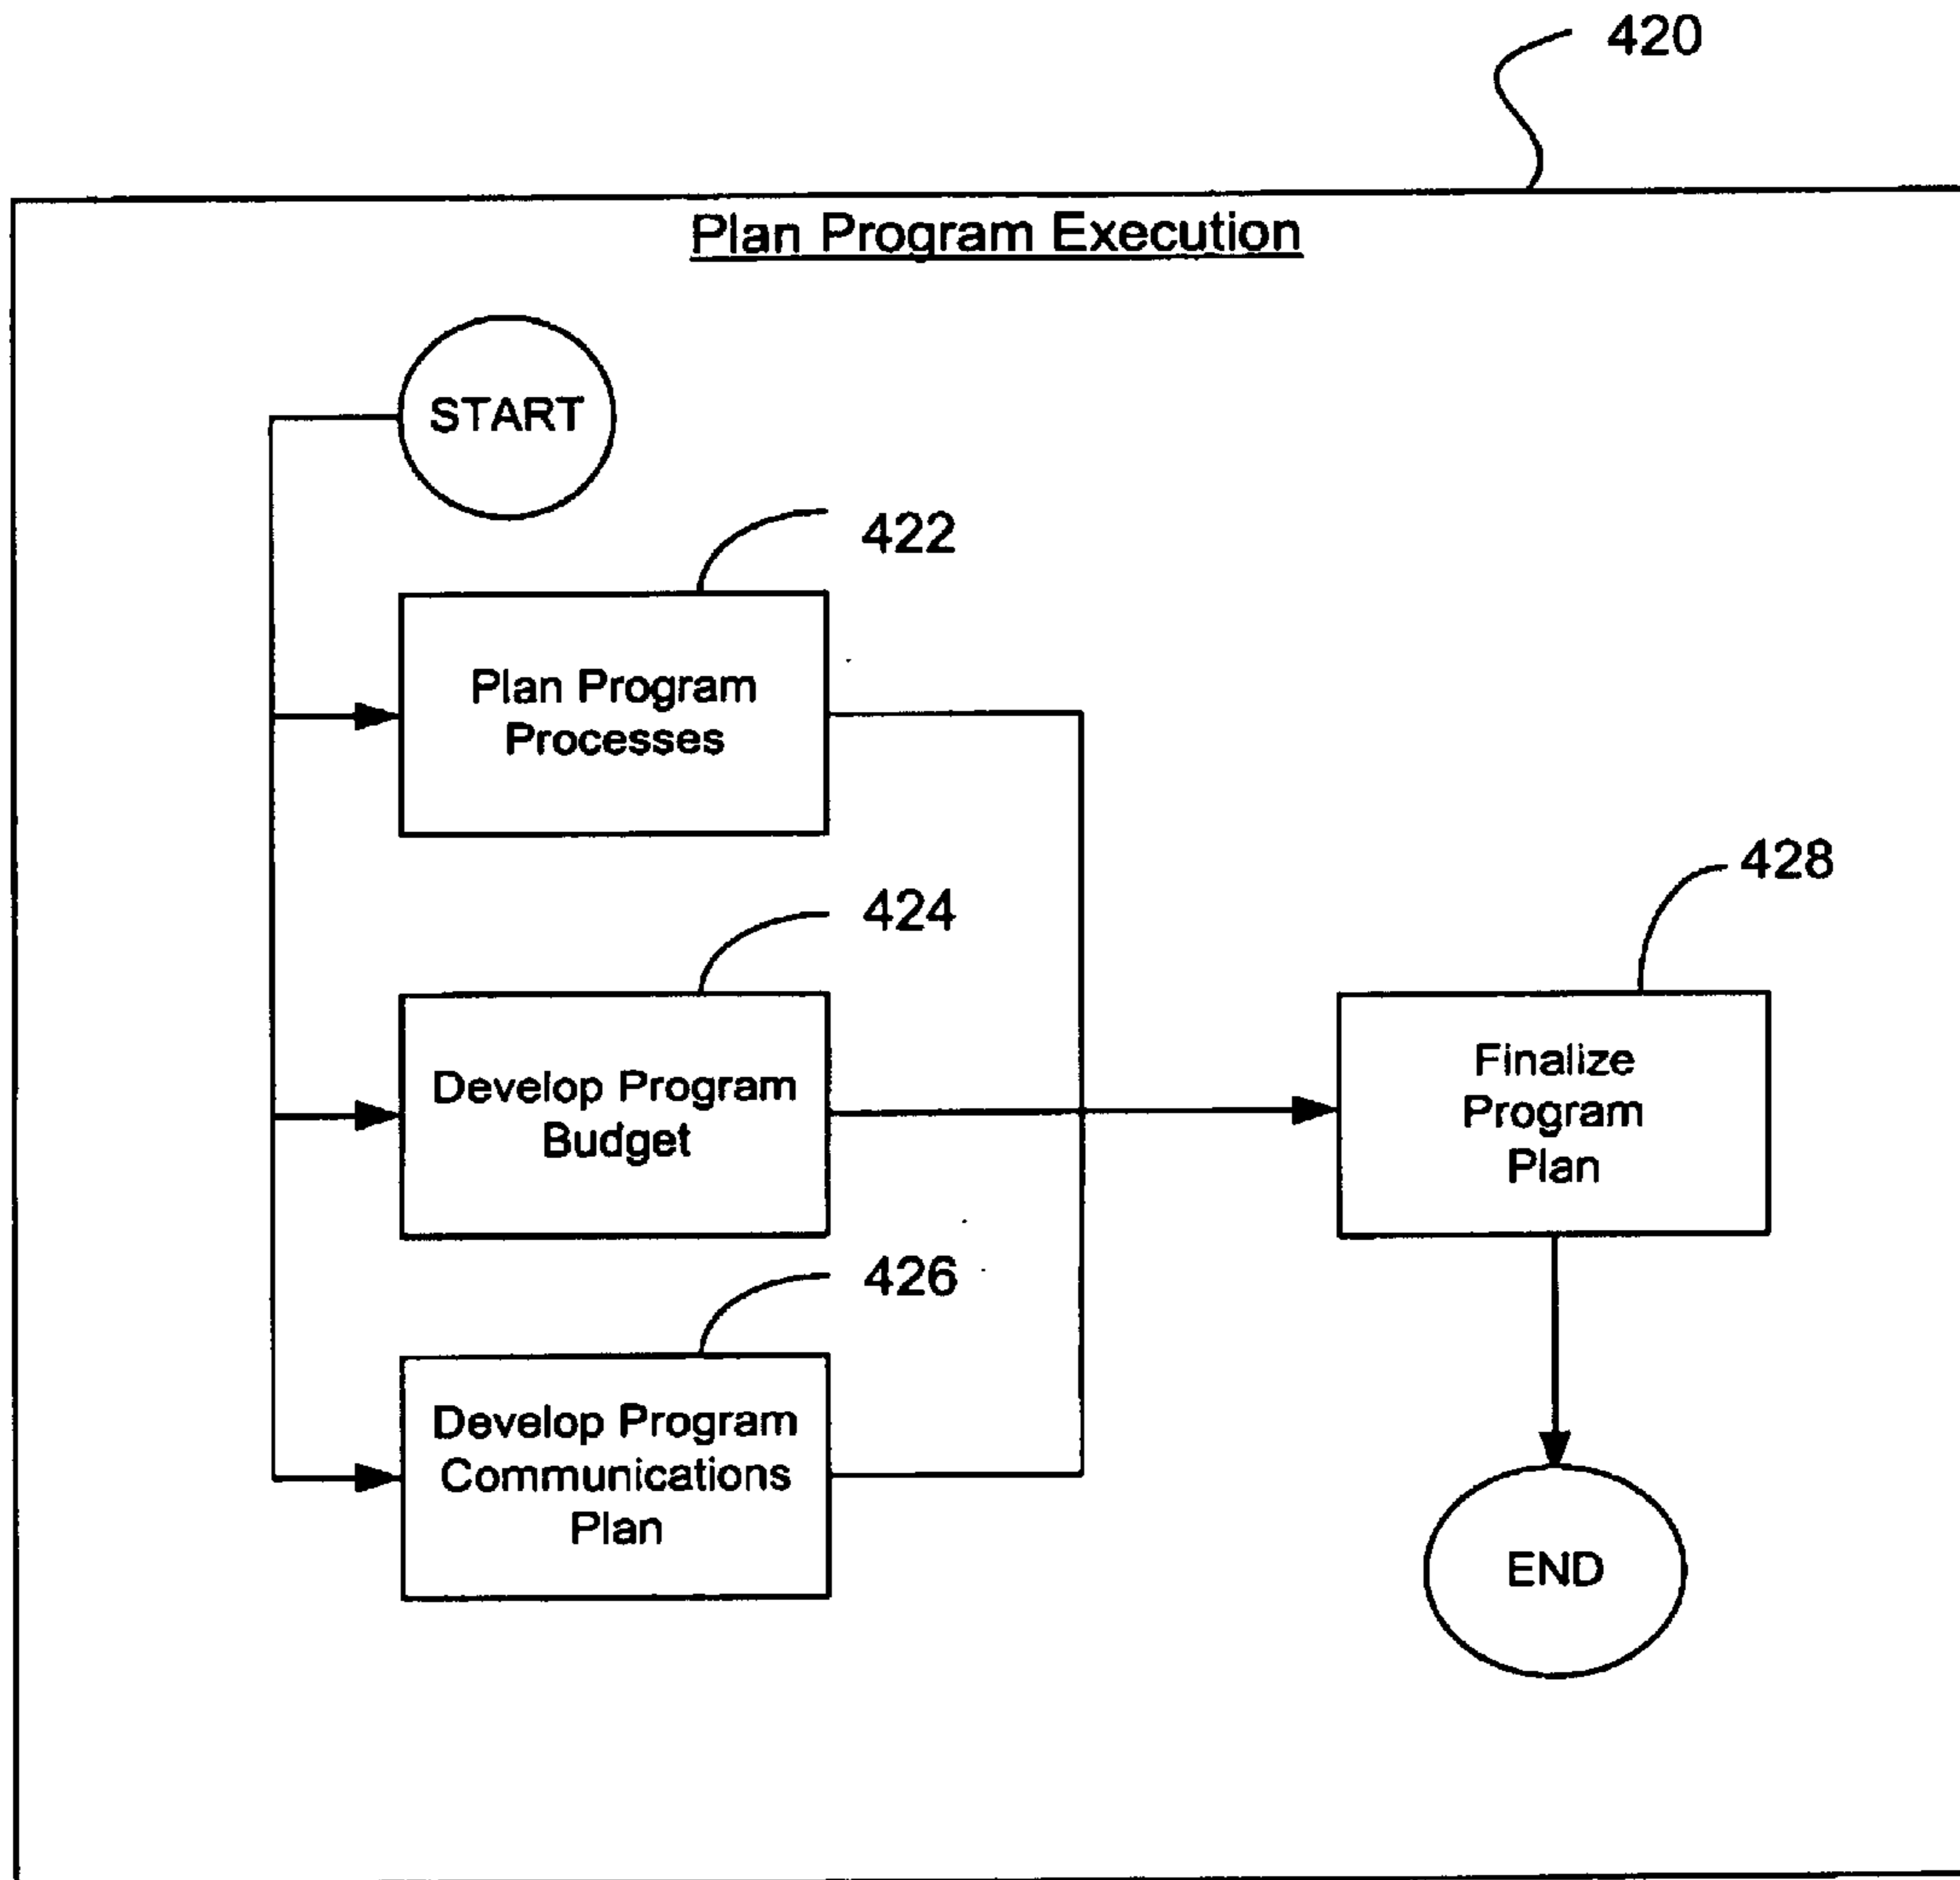 420
Plan Program Execution
START
422
Plan Program
Processes
424
Develop Program
Budget
428
Finalize
Program
Plan
426
Develop Program
Communications
Plan
END